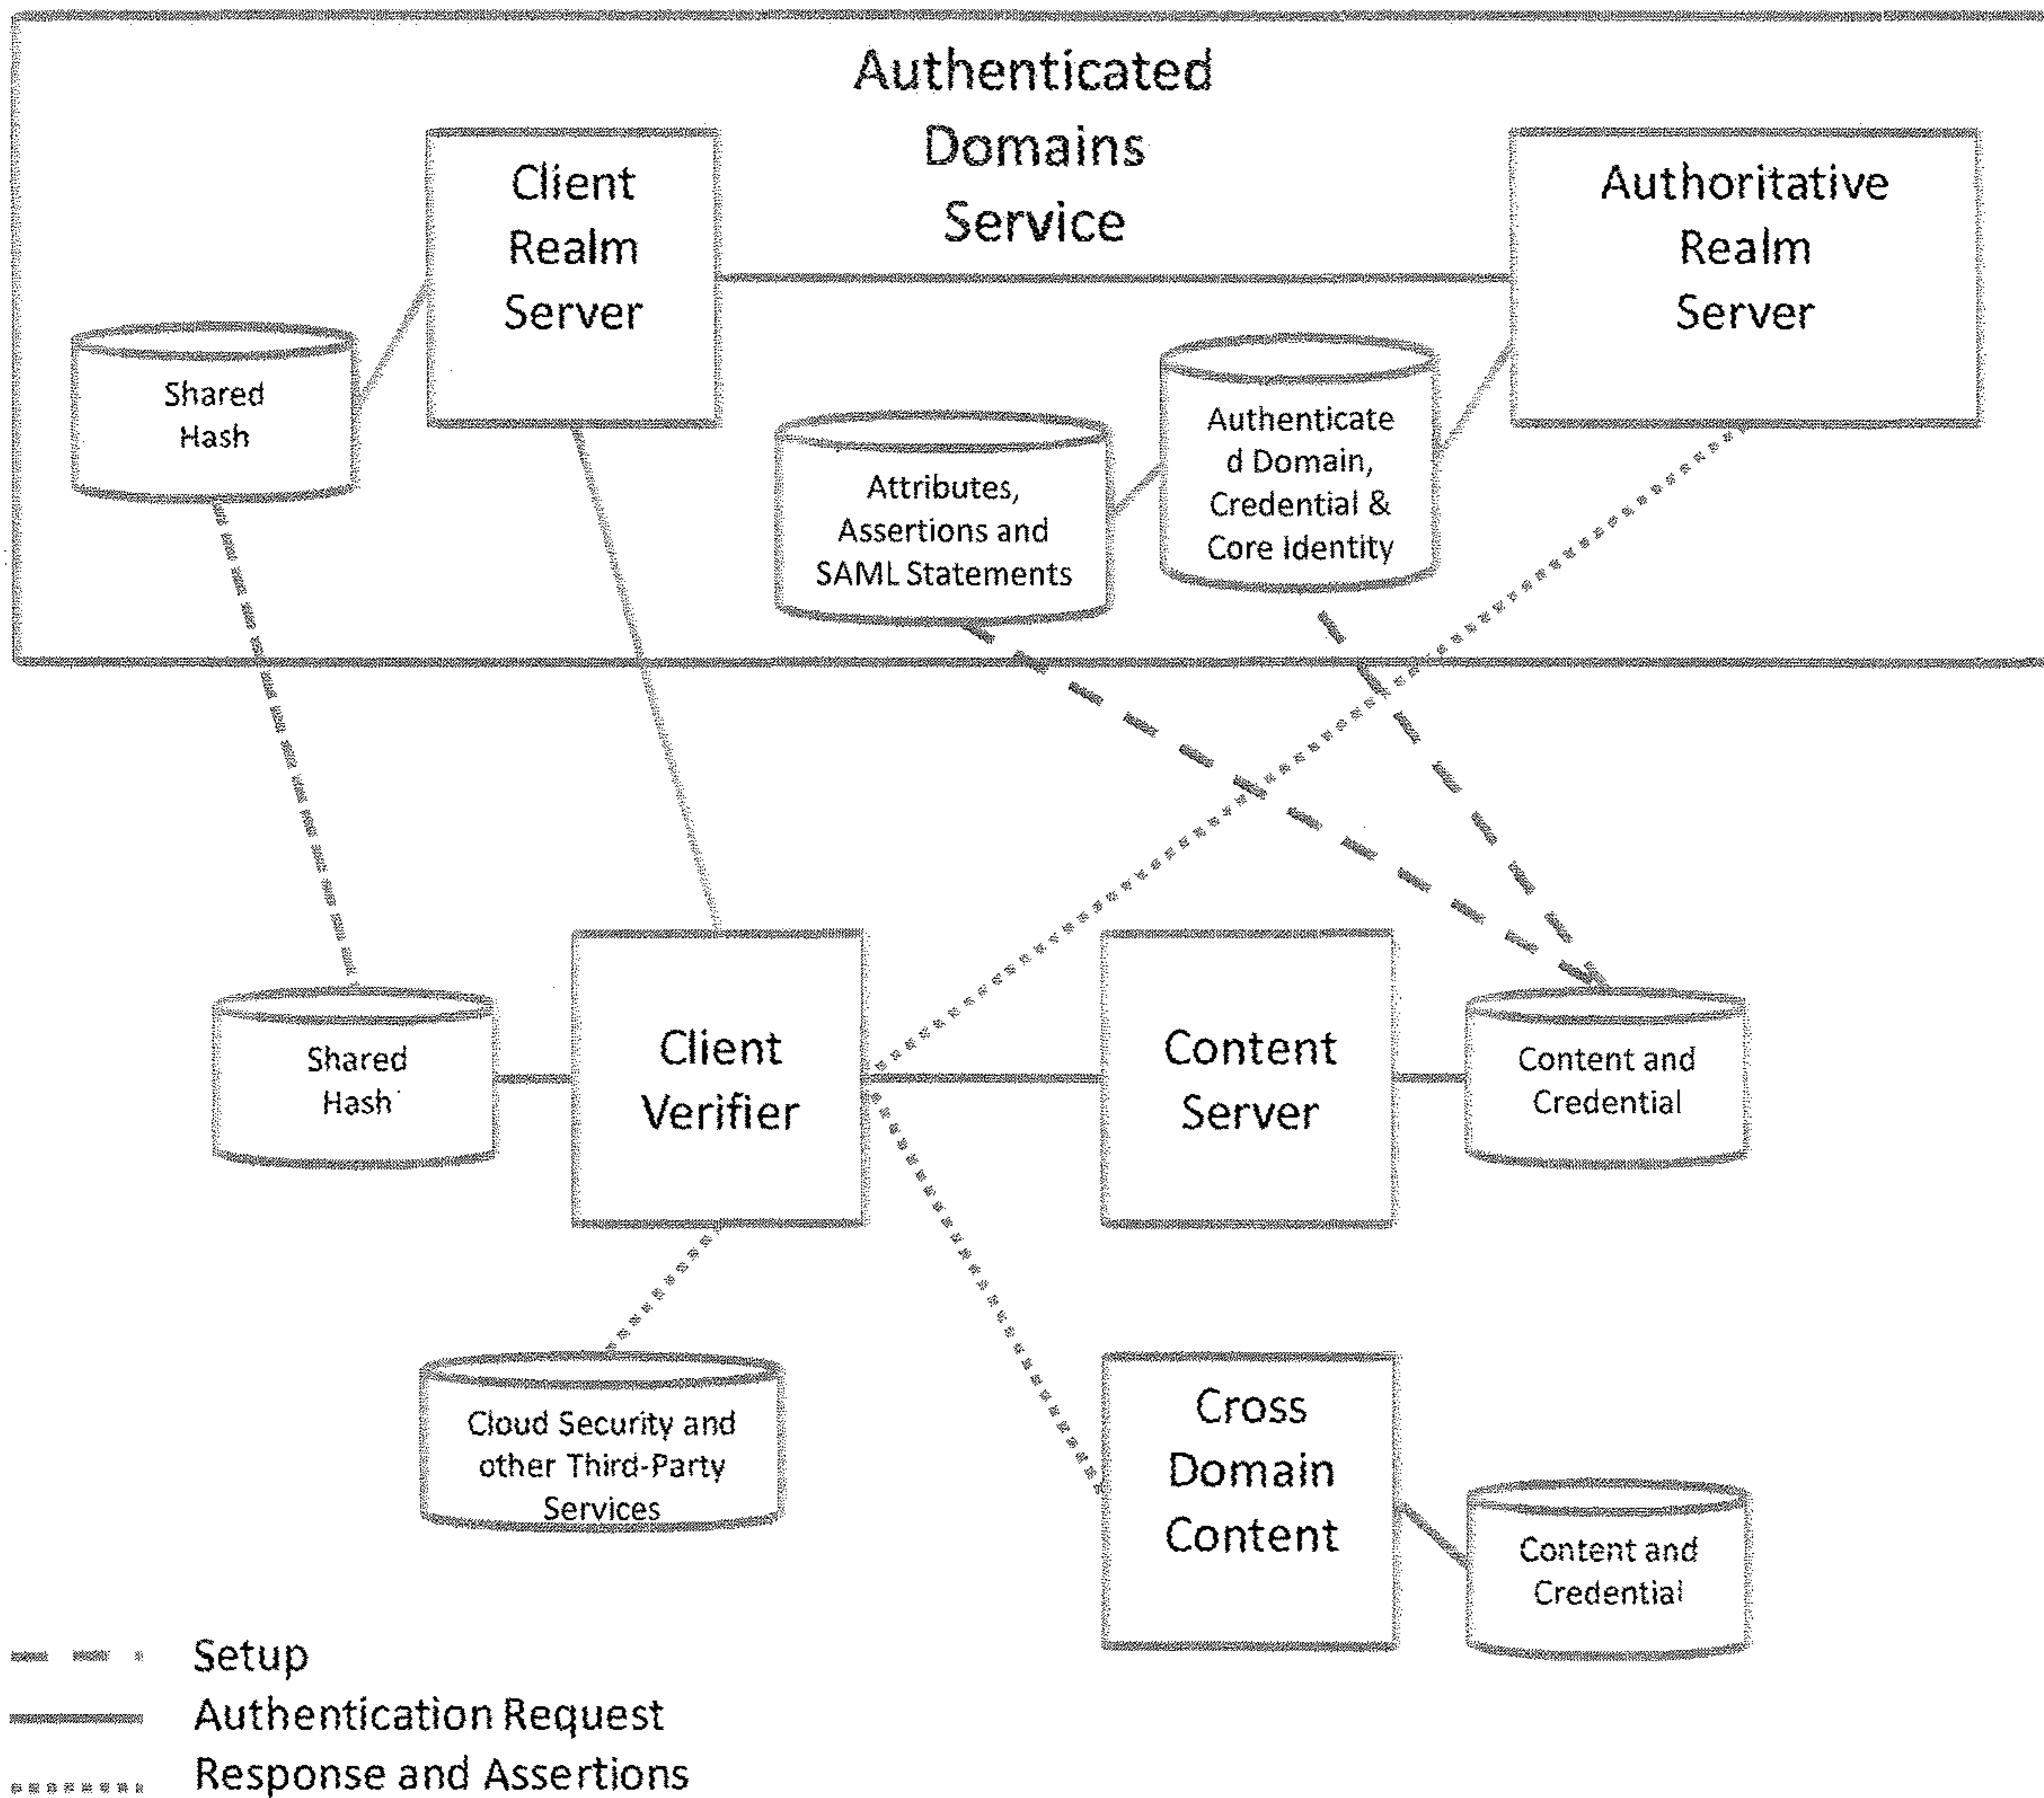 Authenticated
Domains
Service
Client
Realm
Server
Authoritative
Realm
Server
Shared
Hash
Attributes,
Assertions and
SAML Statements
Authenticate
d Domain,
Credential &
Core Identity
Shared
Hash
Client
Verifier
Content
Server
Content and
Credential
Cloud Security and
other Third-Party
Services
Cross
Domain
Content
Content and
Credential
Setup
Authentication Request
Response and Assertions